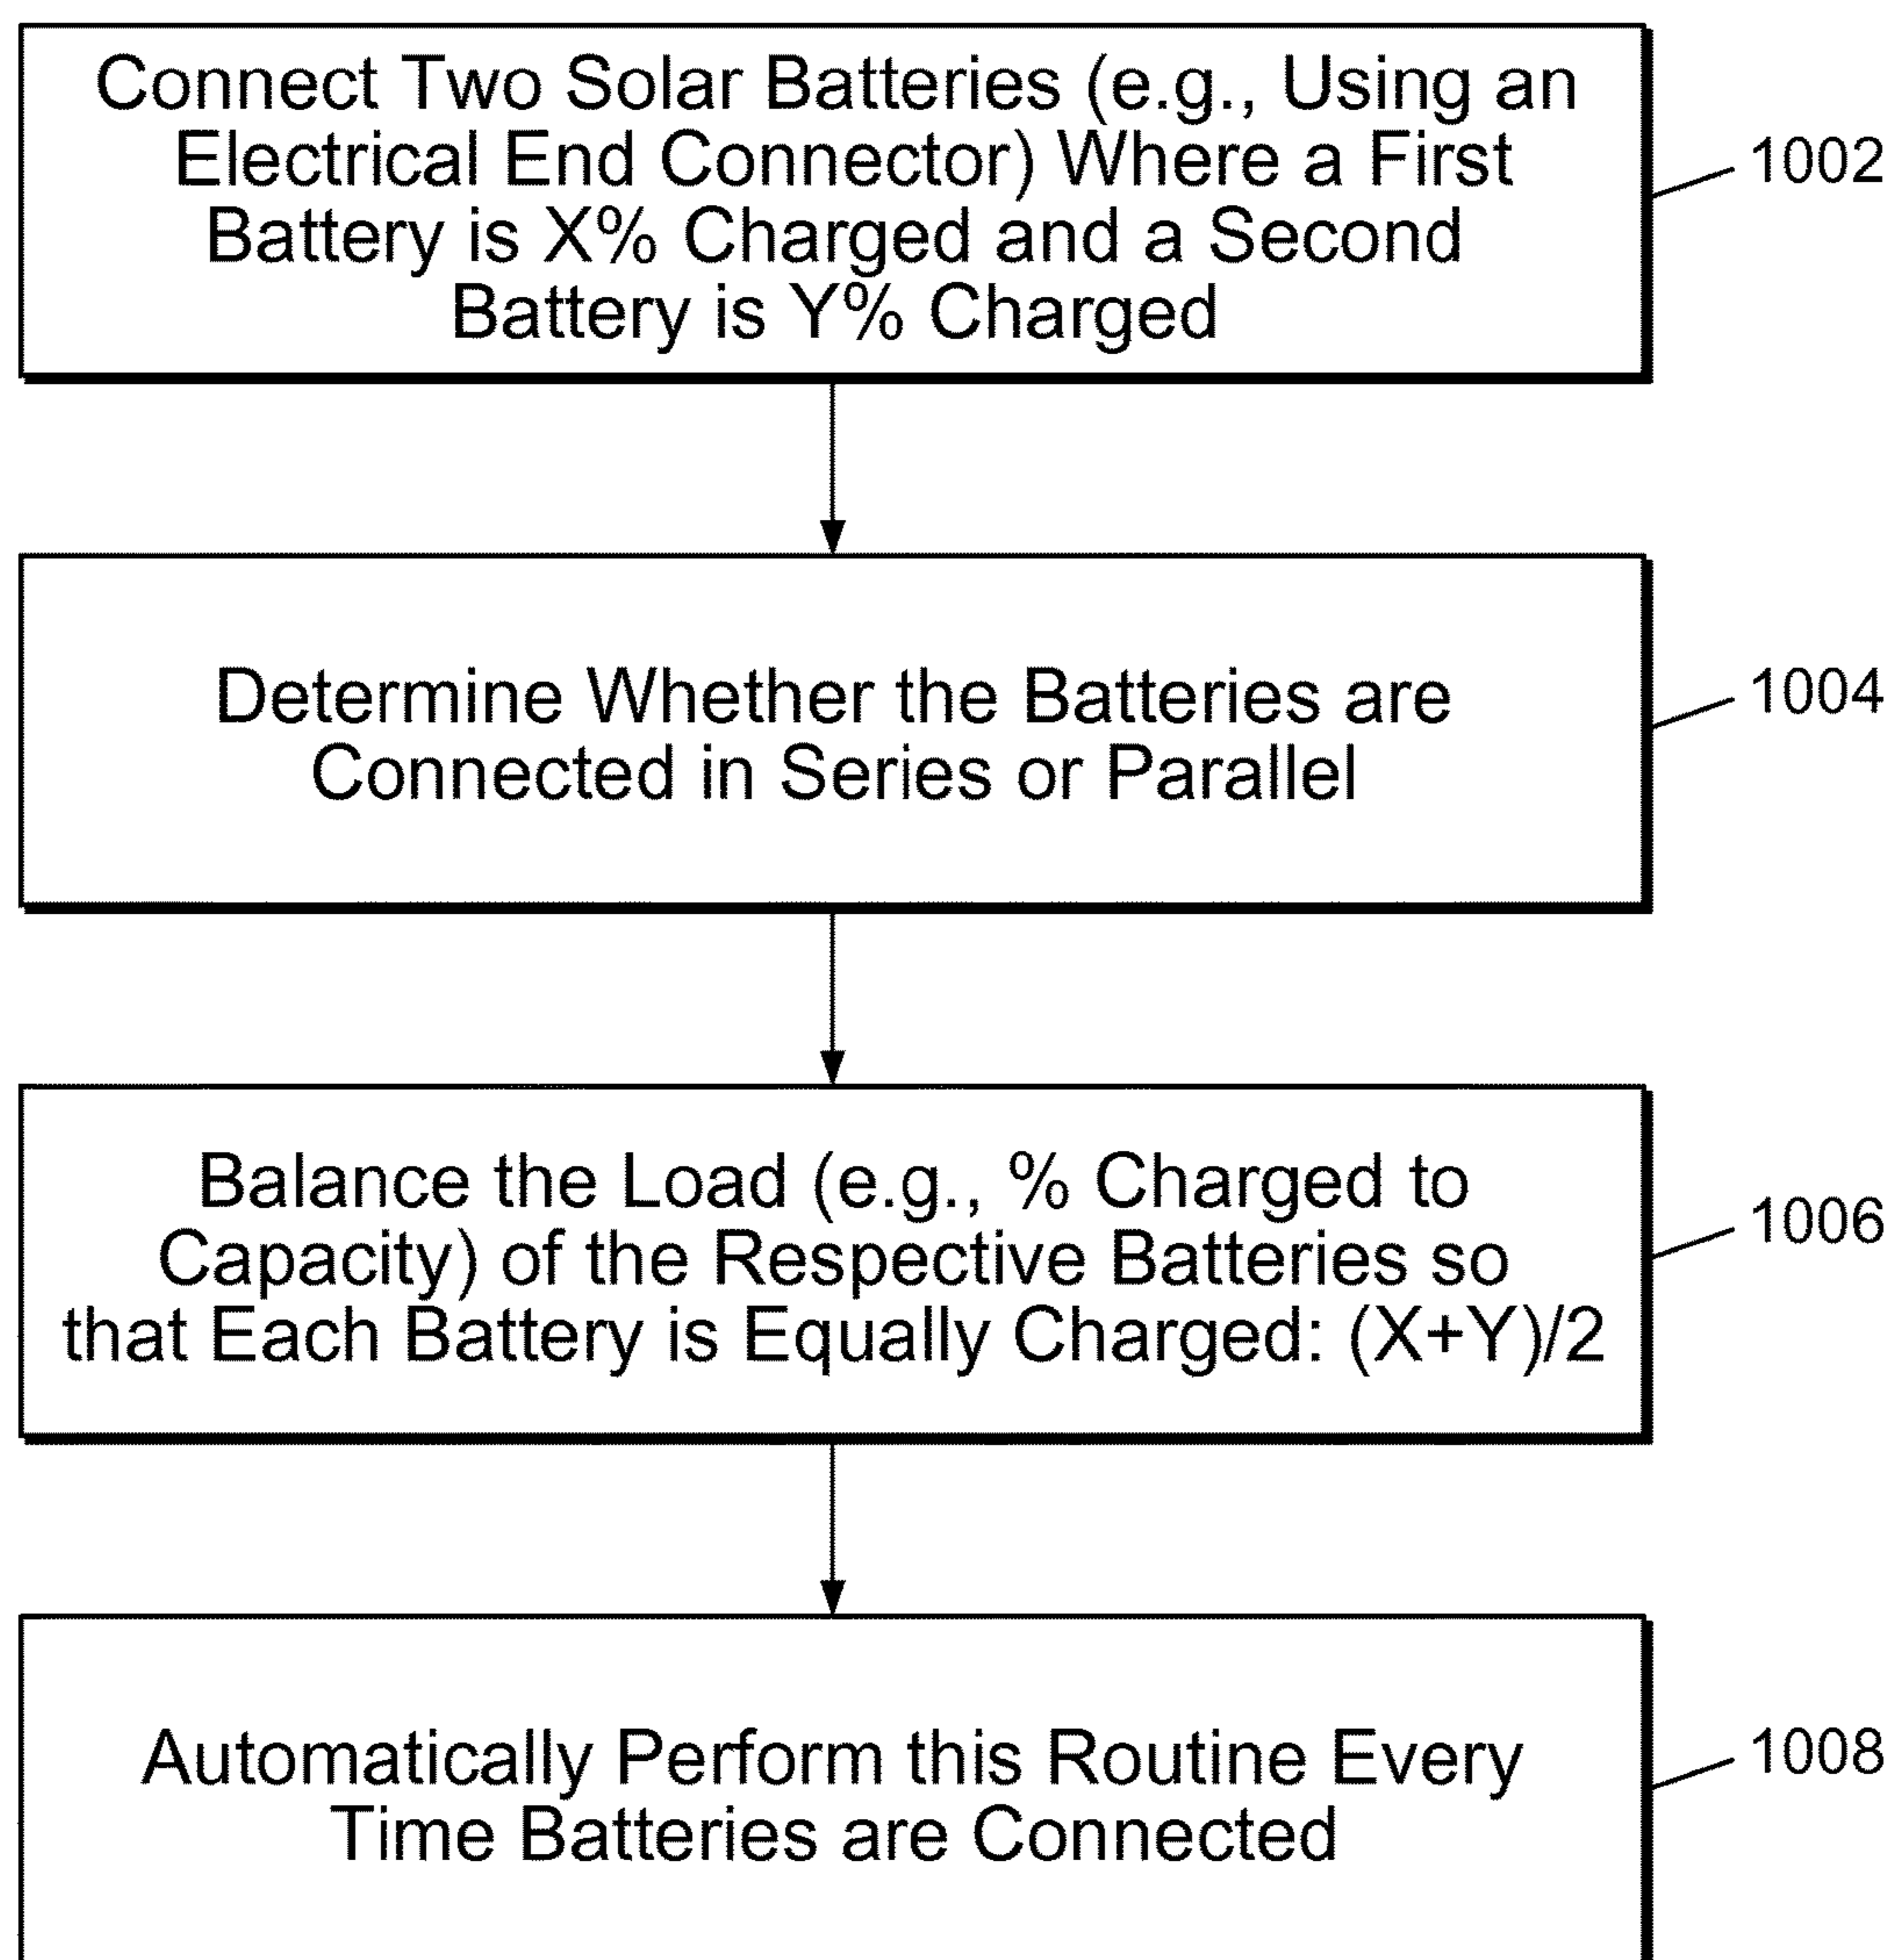 Connect Two Solar Batteries (e.g., Using an
Electrical End Connector) Where a First
Battery is X% Charged and a Second
Battery is Y% Charged
1002
Determine Whether the Batteries are
Connected in Series or Parallel
1004
Balance the Load (e.g., % Charged to
Capacity) of the Respective Batteries so
that Each Battery is Equally Charged: (X+Y)/2
1006
Automatically Perform this Routine Every
Time Batteries are Connected
1008